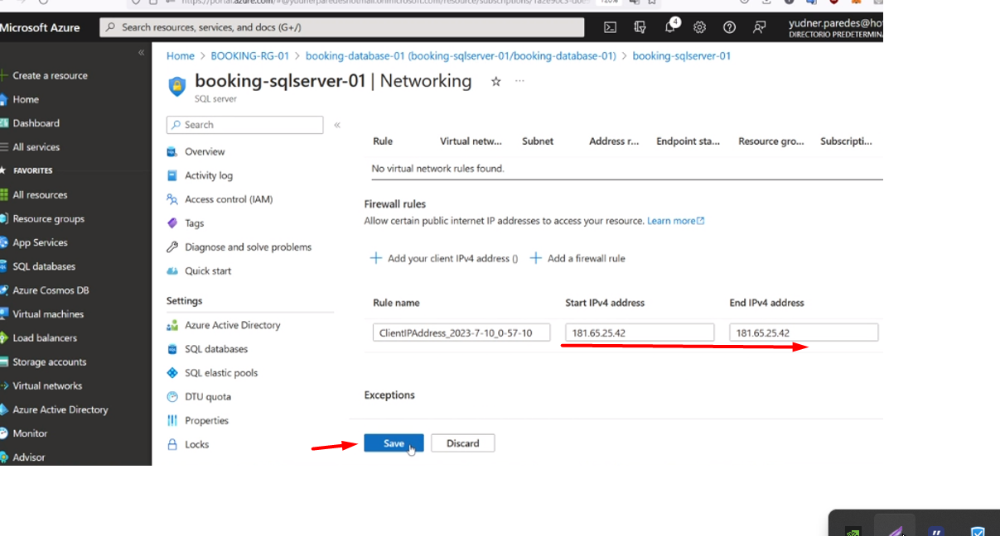 Microsoft Azure
Search resources, services, and docs (G+/)
4
yudner.paredes@ho
DIRECTORIO PREDETERMIN
Home > BOOKING-RG-01 > booking-database-01 (booking-sqlserver-01/booking-database-01) > booking-sqlserver-01
booking-sqlserver-01 | Networking
SQL server
Create a resource
Home
Dashboard
All services
FAVORITES
All resources
Resource groups
App Services
SQL databases
Azure Cosmos DB
Virtual machines
Load balancers
Storage accounts
Virtual networks
Azure Active Directory
Monitor
Advisor
Search
Overview
Activity log
Access control (IAM)
Tags
Diagnose and solve problems
Quick start
Settings
Azure Active Directory
SQL databases
SQL elastic pools
DTU quota
Properties
Locks
Rule Virtual netw... Subnet Address r... Endpoint sta... Resource gro... Subscripti...
No virtual network rules found.
Firewall rules
Allow certain public internet IP addresses to access your resource. Learn more
Add your client IPv4 address () Add a firewall rule
Rule name Start IPv4 address End IPv4 address
ClientIPAddress_2023-7-10_0-57-10 181.65.25.42 181.65.25.42
Exceptions
Save Discard